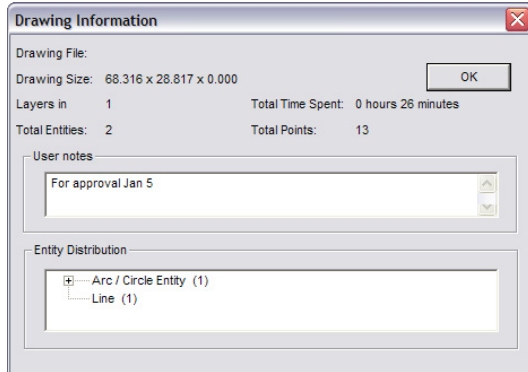 Drawing Information
Drawing File:
Drawing Size: 68.316 x 28.817 x 0.000
OK
Layers in 1 Total Time Spent: 0 hours 26 minutes
Total Entities: 2 Total Points: 13
User notes
For approval Jan 5
Entity Distribution
Arc / Circle Entity (1)
Line (1)